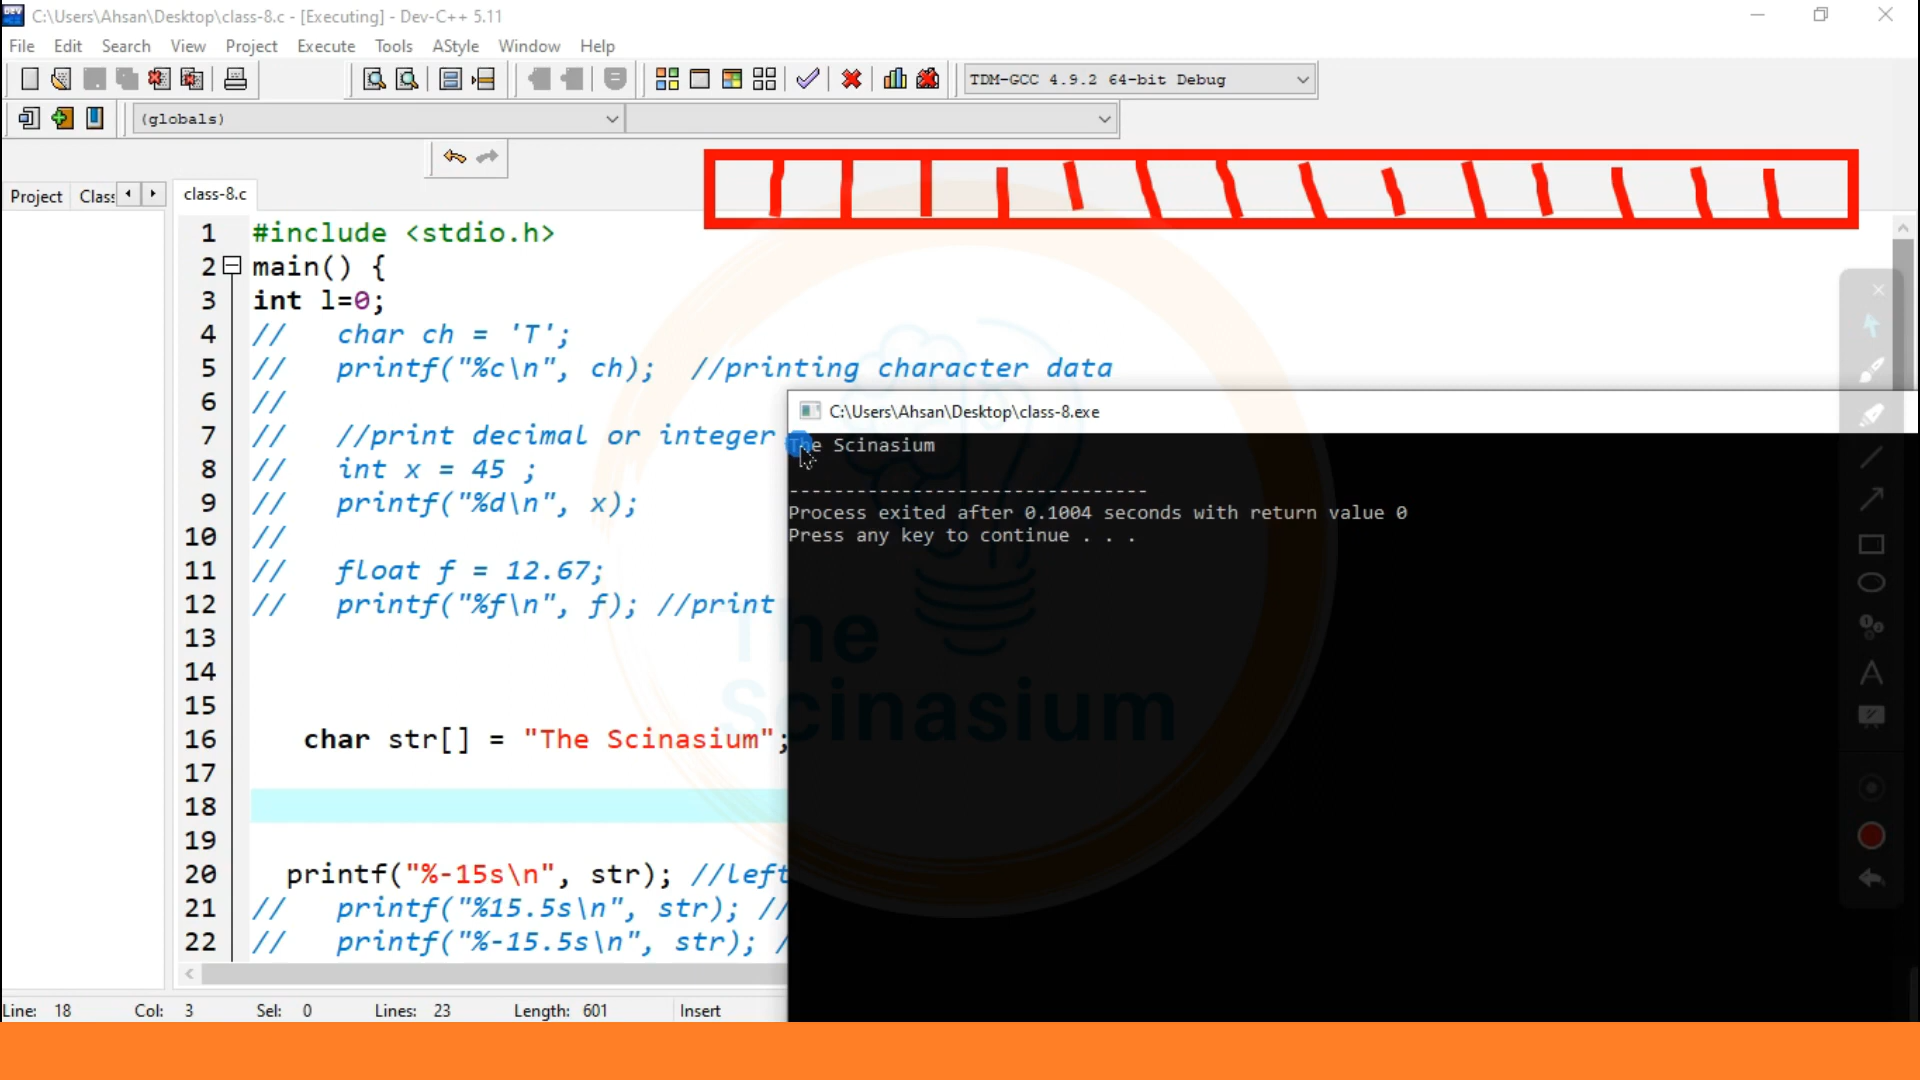 C:\Users\Ahsan\Desktop\class-8.c - [Executing] - Dev-C++ 5.11
File Edit Search View Project Execute Tools AStyle Window Help
TDM-GCC 4.9.2 64-bit Debug
(globals)
Project Clas
class-8.c
1 #include <stdio.h>
2 main() {
3 int l=0;
4 // char ch = 'T';
5 // printf("%c\n", ch); //printing character data
6 //
7 // //print decimal or integer
8 // int x = 45 ;
9 // printf("%d\n", x);
10 //
11 // float f = 12.67;
12 // printf("%f\n", f); //print
13
14
15
16 char str[] = "The Scinasium";
17
18
19
20 printf("%-15s\n", str); //left
21 // printf("%15.5s\n", str); //
22 // printf("%-15.5s\n", str); /
C:\Users\Ahsan\Desktop\class-8.exe
The Scinasium
--------------------------------
Process exited after 0.1004 seconds with return value 0
Press any key to continue . . .
The
Scinasium
Line: 18 Col: 3 Sel: 0 Lines: 23 Length: 601 Insert